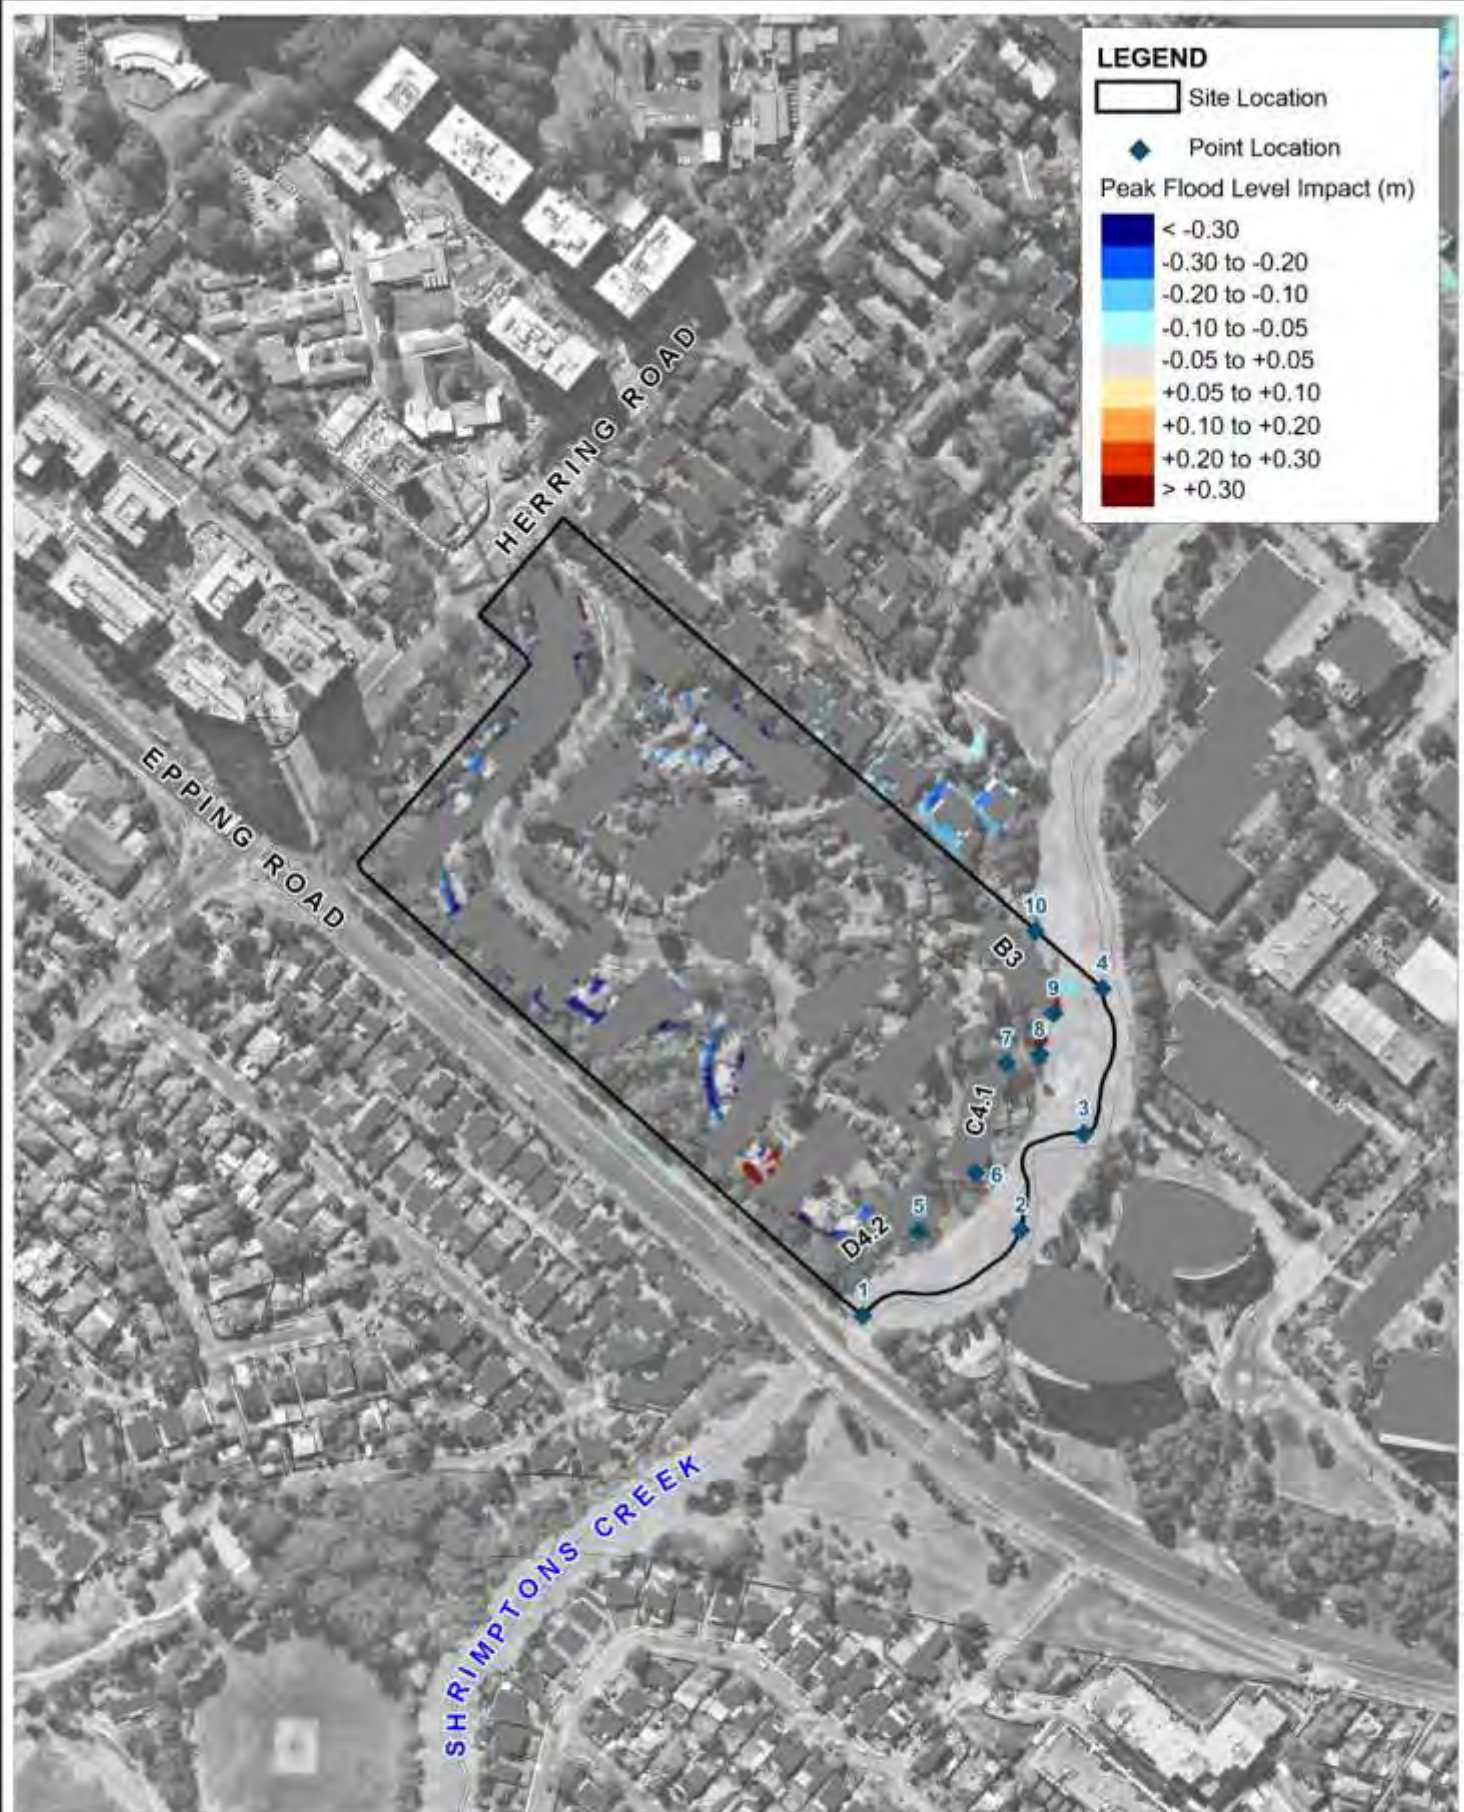 LEGEND
Site Location
Point Location
Peak Flood Level Impact (m)
< -0.30
-0.30 to -0.20
-0.20 to -0.10
-0.10 to -0.05
-0.05 to +0.05
+0.05 to +0.10
+0.10 to +0.20
+0.20 to +0.30
> +0.30
HERRING ROAD
EPPING ROAD
10
B3
4
9
8
7
C4.1
3
6
5
2
D4.2
1
SHRIMPTONS CREEK